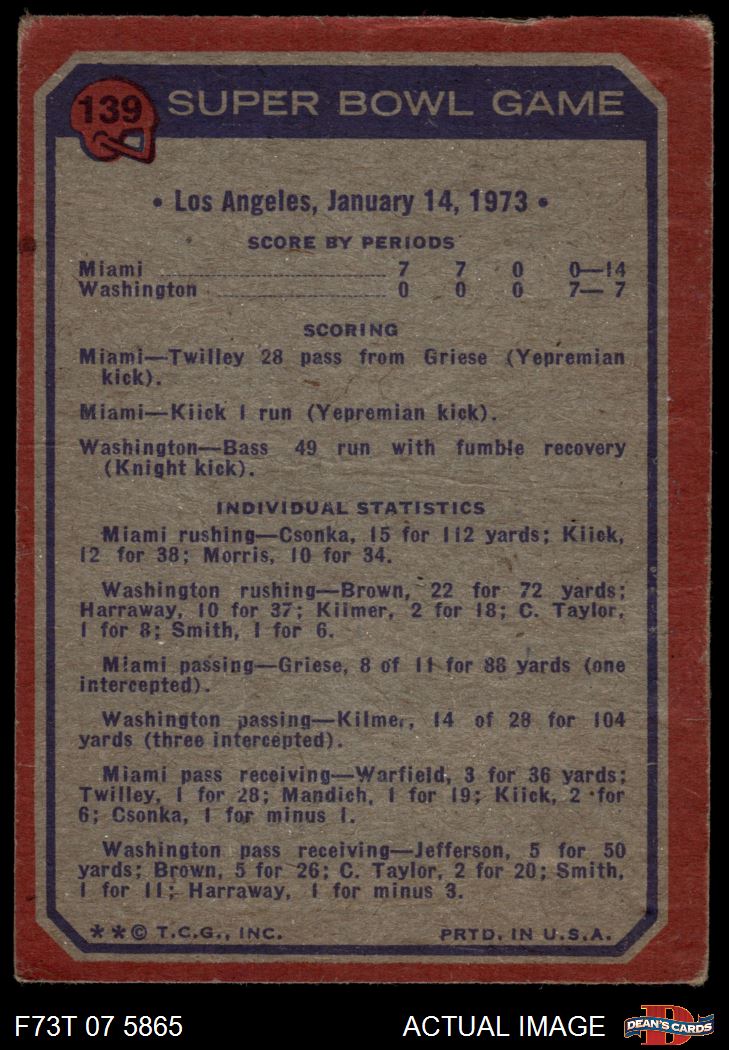 139 SUPER BOWL GAME
• Los Angeles, January 14, 1973 •
SCORE BY PERIODS
Miami ........ 7 7 0 0—14
Washington ........ 0 0 0 7— 7
SCORING
Miami—Twilley 28 pass from Griese (Yepremian
kick).
Miami—Kiick 1 run (Yepremian kick).
Washington—Bass 49 run with fumble recovery
(Knight kick).
INDIVIDUAL STATISTICS
Miami rushing—Csonka, 15 for 112 yards; Kiick,
12 for 38; Morris, 10 for 34.
Washington rushing—Brown, 22 for 72 yards;
Harraway, 10 for 37; Kilmer, 2 for 18; C. Taylor,
1 for 8; Smith, 1 for 6.
Miami passing—Griese, 8 of 11 for 88 yards (one
intercepted).
Washington passing—Kilmer, 14 of 28 for 104
yards (three intercepted).
Miami pass receiving—Warfield, 3 for 36 yards;
Twilley, 1 for 28; Mandich, 1 for 19; Kiick, 2 for
6; Csonka, 1 for minus 1.
Washington pass receiving—Jefferson, 5 for 50
yards; Brown, 5 for 26; C. Taylor, 2 for 20; Smith,
1 for 11; Harraway, 1 for minus 3.
**© T.C.G., INC. PRTD. IN U.S.A.
F73T 07 5865 ACTUAL IMAGE D DEAN'S CARDS